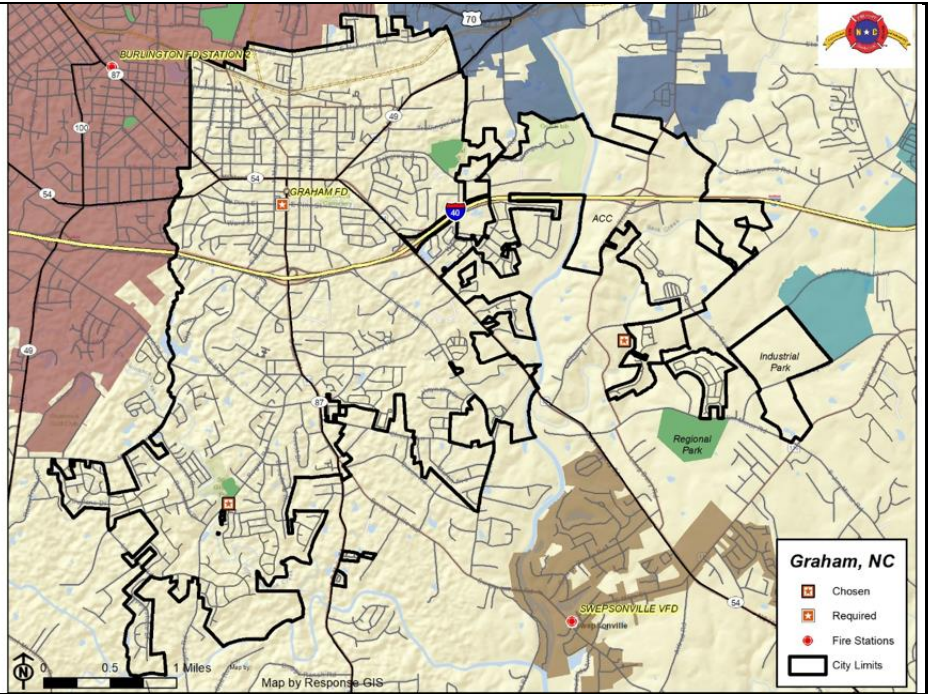 70
BURLINGTON FD STATION 2
87
100
49
54
54
GRAHAM FD
40
ACC
49
Industrial
Park
87
Regional
Park
SWEPSONVILLE VFD
54
N
0 0.5 1 Miles
Map by:
Map by Response GIS
Graham, NC
Chosen
Required
Fire Stations
City Limits
N C